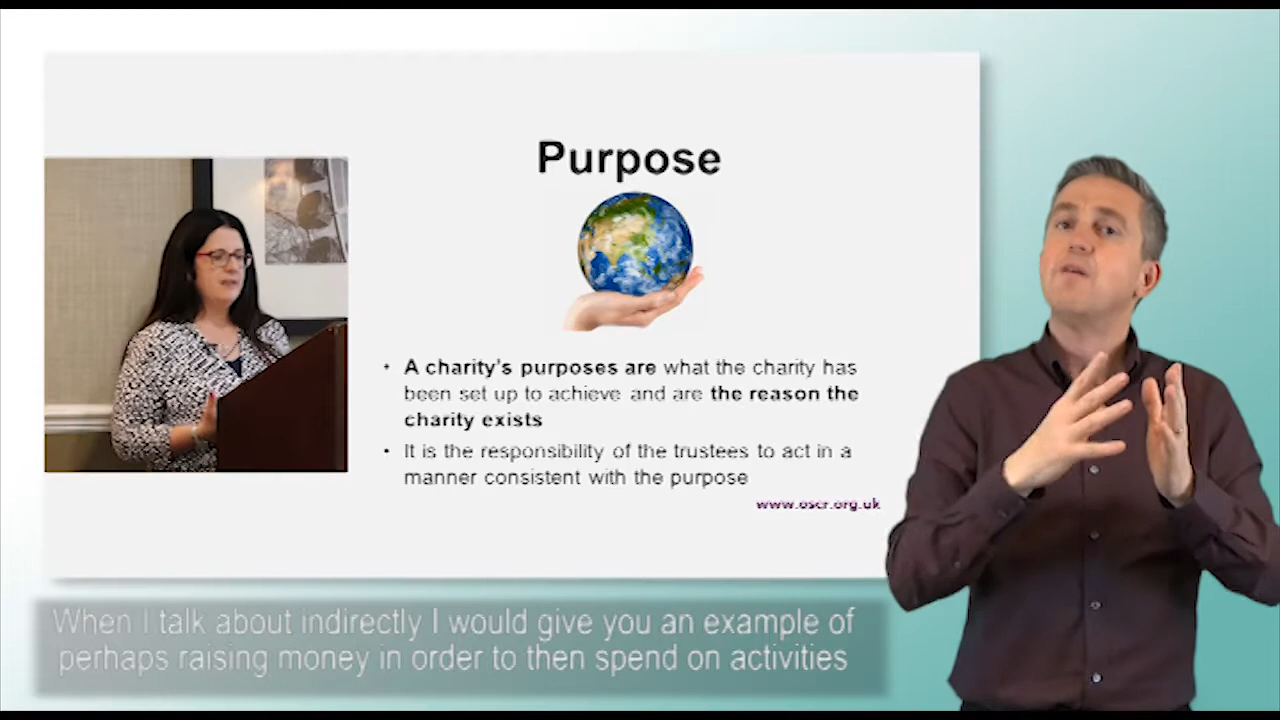 Purpose
• A charity's purposes are what the charity has
been set up to achieve and are the reason the
charity exists
• It is the responsibility of the trustees to act in a
manner consistent with the purpose
www.oscr.org.uk
When I talk about indirectly I would give you an example of
perhaps raising money in order to then spend on activities